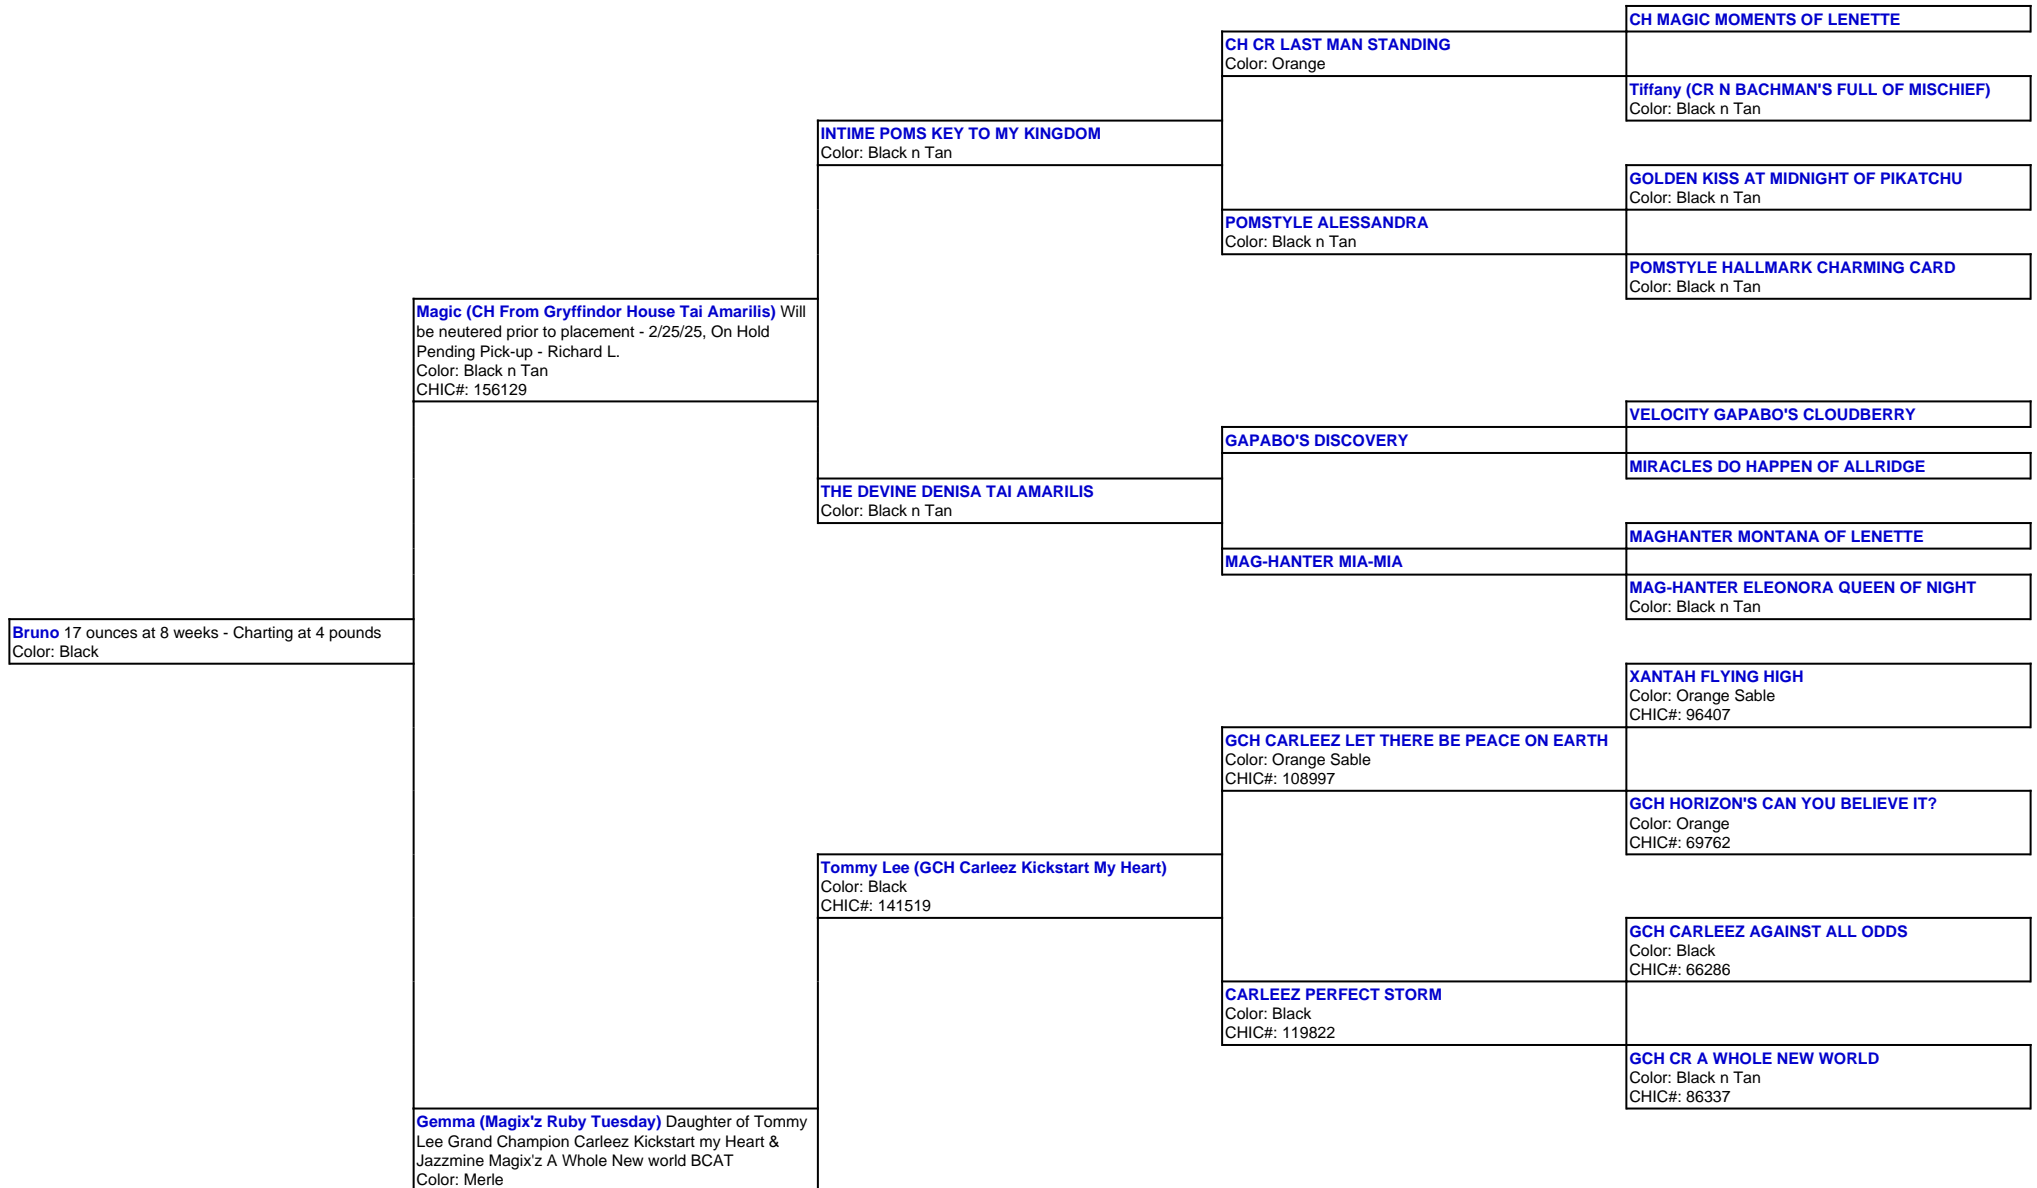 CH MAGIC MOMENTS OF LENETTE
CH CR LAST MAN STANDING
Color: Orange
Tiffany (CR N BACHMAN'S FULL OF MISCHIEF)
Color: Black n Tan
INTIME POMS KEY TO MY KINGDOM
Color: Black n Tan
GOLDEN KISS AT MIDNIGHT OF PIKATCHU
Color: Black n Tan
POMSTYLE ALESSANDRA
Color: Black n Tan
POMSTYLE HALLMARK CHARMING CARD
Color: Black n Tan
Magic (CH From Gryffindor House Tai Amarilis) Will
be neutered prior to placement - 2/25/25, On Hold
Pending Pick-up - Richard L.
Color: Black n Tan
CHIC#: 156129
VELOCITY GAPABO'S CLOUDBERRY
GAPABO'S DISCOVERY
MIRACLES DO HAPPEN OF ALLRIDGE
THE DEVINE DENISA TAI AMARILIS
Color: Black n Tan
MAGHANTER MONTANA OF LENETTE
MAG-HANTER MIA-MIA
MAG-HANTER ELEONORA QUEEN OF NIGHT
Color: Black n Tan
Bruno 17 ounces at 8 weeks - Charting at 4 pounds
Color: Black
XANTAH FLYING HIGH
Color: Orange Sable
CHIC#: 96407
GCH CARLEEZ LET THERE BE PEACE ON EARTH
Color: Orange Sable
CHIC#: 108997
GCH HORIZON'S CAN YOU BELIEVE IT?
Color: Orange
CHIC#: 69762
Tommy Lee (GCH Carleez Kickstart My Heart)
Color: Black
CHIC#: 141519
GCH CARLEEZ AGAINST ALL ODDS
Color: Black
CHIC#: 66286
CARLEEZ PERFECT STORM
Color: Black
CHIC#: 119822
GCH CR A WHOLE NEW WORLD
Color: Black n Tan
CHIC#: 86337
Gemma (Magix'z Ruby Tuesday) Daughter of Tommy
Lee Grand Champion Carleez Kickstart my Heart &
Jazzmine Magix'z A Whole New world BCAT
Color: Merle